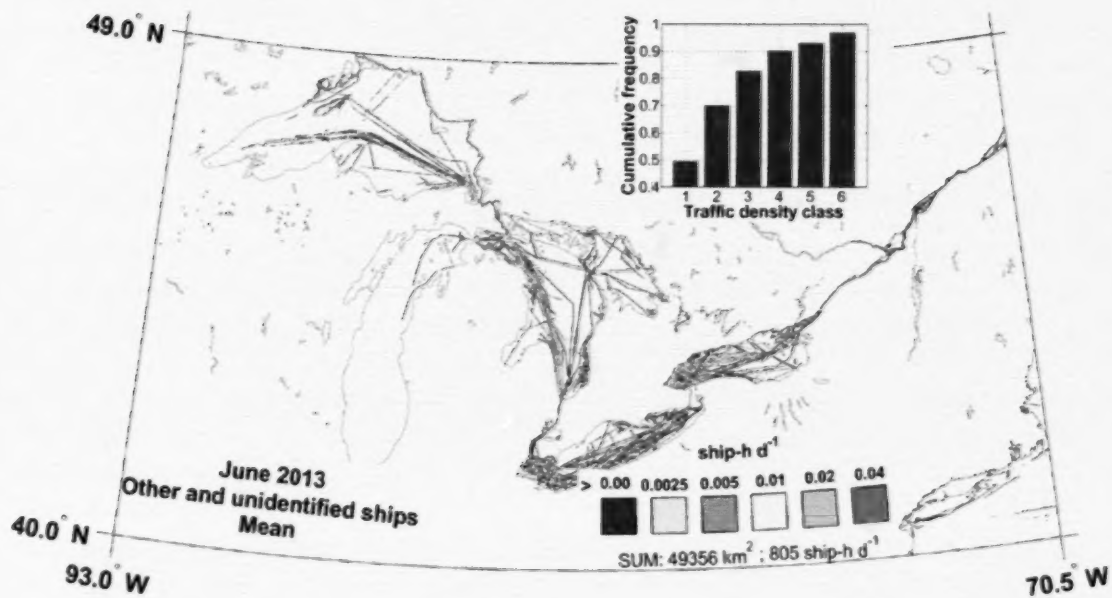 49.0° N
1
0.9
0.8
0.7
0.6
0.5
0.4
Cumulative frequency
1 2 3 4 5 6
Traffic density class
June 2013
Other and unidentified ships
Mean
ship-h d⁻¹
> 0.00 0.0025 0.005 0.01 0.02 0.04
SUM: 49356 km² ; 805 ship-h d⁻¹
40.0° N
93.0° W
70.5° W